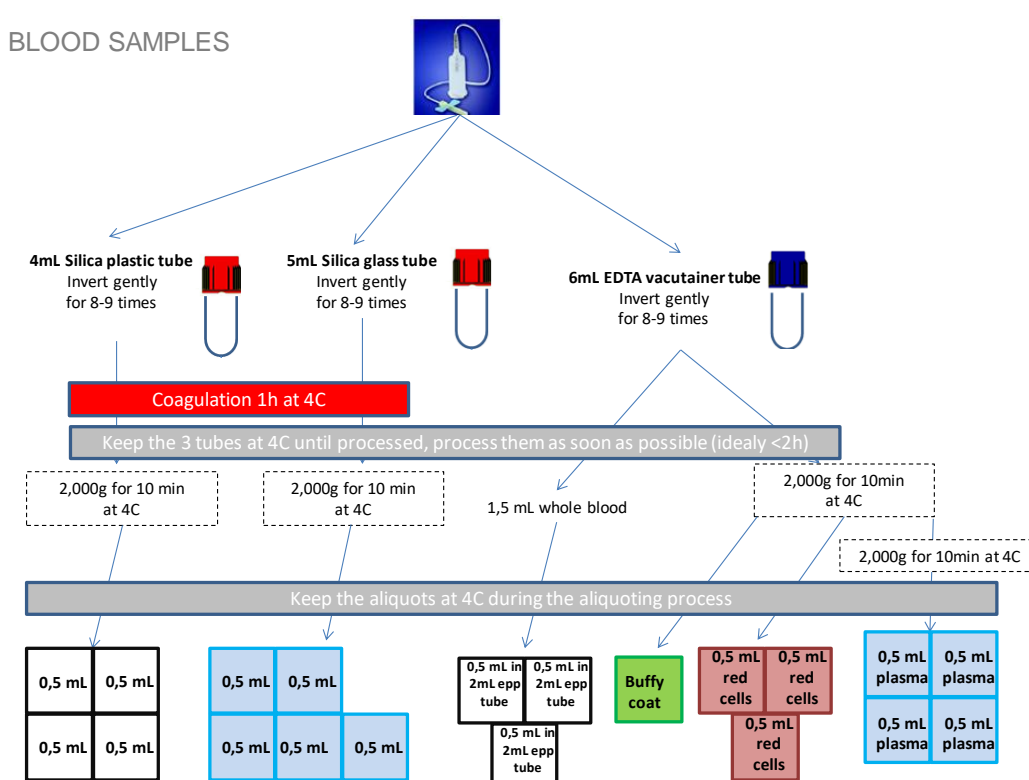 BLOOD SAMPLES
4mL Silica plastic tube
Invert gently
for 8-9 times
5mL Silica glass tube
Invert gently
for 8-9 times
6mL EDTA vacutainer tube
Invert gently
for 8-9 times
Coagulation 1h at 4C
Keep the 3 tubes at 4C until processed, process them as soon as possible (idealy <2h)
2,000g for 10 min
at 4C
2,000g for 10 min
at 4C
1,5 mL whole blood
2,000g for 10min
at 4C
2,000g for 10min at 4C
Keep the aliquots at 4C during the aliquoting process
0,5 mL
0,5 mL
0,5 mL
0,5 mL
0,5 mL
0,5 mL
0,5 mL
0,5 mL
0,5 mL
0,5 mL in
2mL epp
tube
0,5 mL in
2mL epp
tube
0,5 mL in
2mL epp
tube
Buffy
coat
0,5 mL
red
cells
0,5 mL
red
cells
0,5 mL
red
cells
0,5 mL
plasma
0,5 mL
plasma
0,5 mL
plasma
0,5 mL
plasma